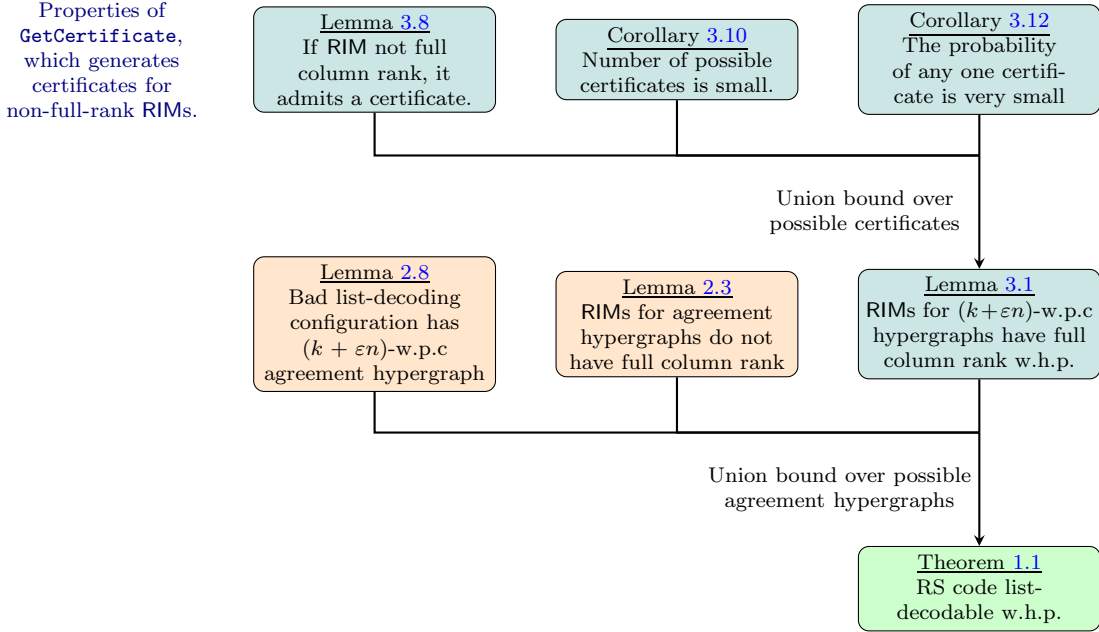 Properties of
GetCertificate,
which generates
certificates for
non-full-rank RIMs.
Lemma 3.8
If RIM not full
column rank, it
admits a certificate.
Corollary 3.10
Number of possible
certificates is small.
Corollary 3.12
The probability
of any one certifi-
cate is very small
Union bound over
possible certificates
Lemma 2.8
Bad list-decoding
configuration has
(k + εn)-w.p.c
agreement hypergraph
Lemma 2.3
RIMs for agreement
hypergraphs do not
have full column rank
Lemma 3.1
RIMs for (k+εn)-w.p.c
hypergraphs have full
column rank w.h.p.
Union bound over possible
agreement hypergraphs
Theorem 1.1
RS code list-
decodable w.h.p.